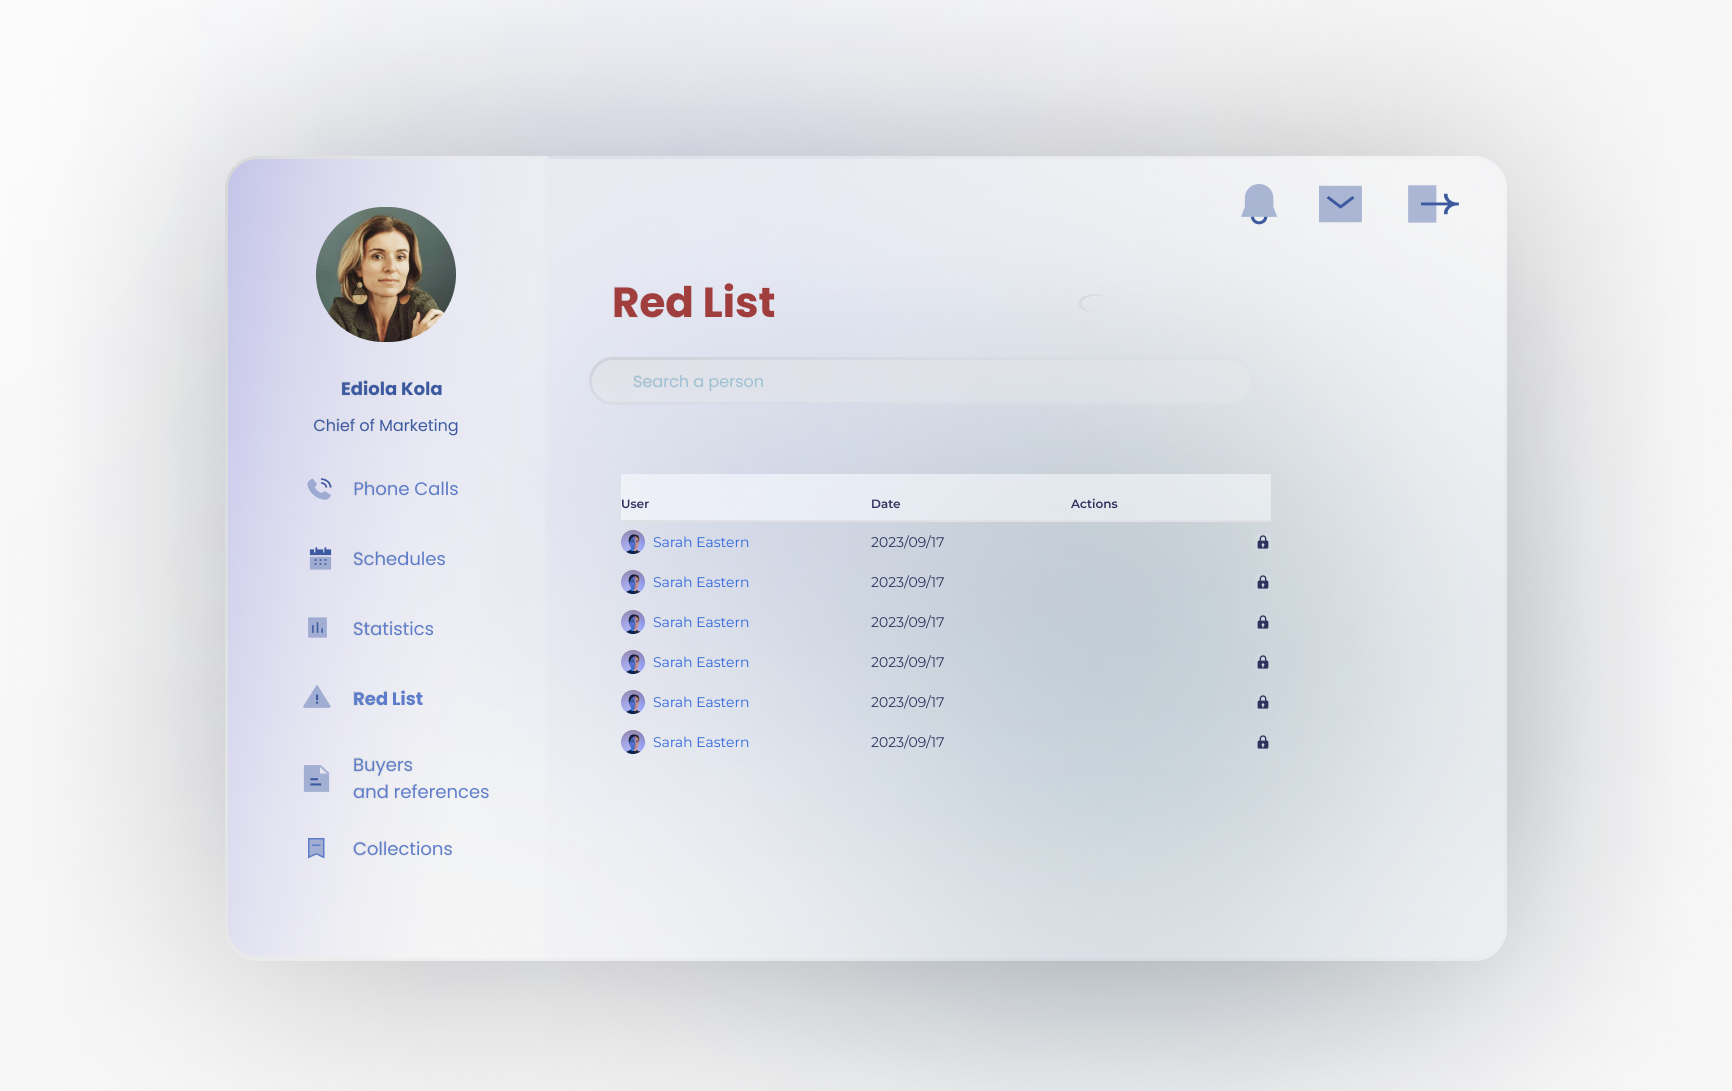 Ediola Kola
Chief of Marketing
Phone Calls
Schedules
Statistics
Red List
Buyers
and references
Collections
Red List
Search a person
User Date Actions
Sarah Eastern 2023/09/17
Sarah Eastern 2023/09/17
Sarah Eastern 2023/09/17
Sarah Eastern 2023/09/17
Sarah Eastern 2023/09/17
Sarah Eastern 2023/09/17